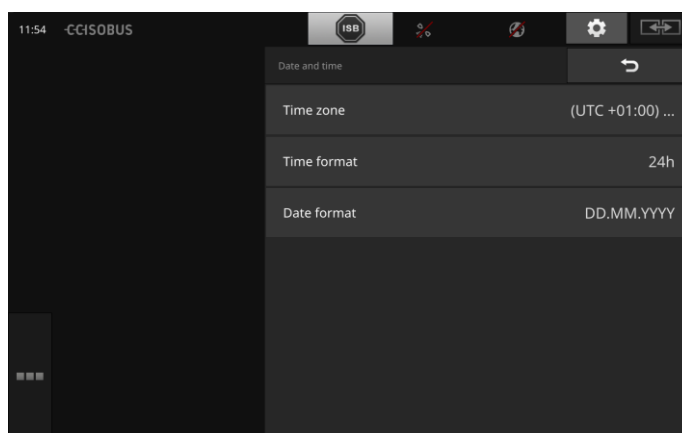 11:54 CCISOBUS ISB
Date and time
Time zone (UTC +01:00) ...
Time format 24h
Date format DD.MM.YYYY